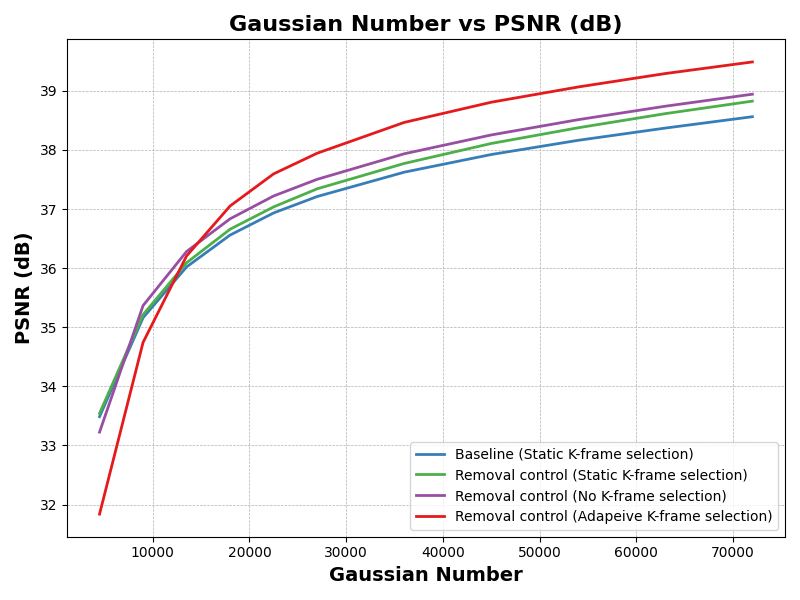 Gaussian Number vs PSNR (dB)
PSNR (dB)
39
38
37
36
35
34
33
32
Baseline (Static K-frame selection)
Removal control (Static K-frame selection)
Removal control (No K-frame selection)
Removal control (Adapeive K-frame selection)
10000 20000 30000 40000 50000 60000 70000
Gaussian Number